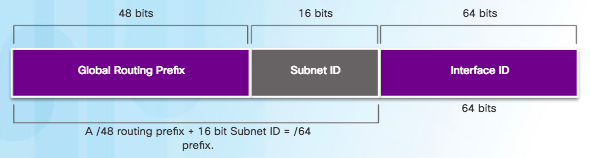 48 bits
16 bits
64 bits
Global Routing Prefix
Subnet ID
Interface ID
64 bits
A /48 routing prefix + 16 bit Subnet ID = /64
prefix.